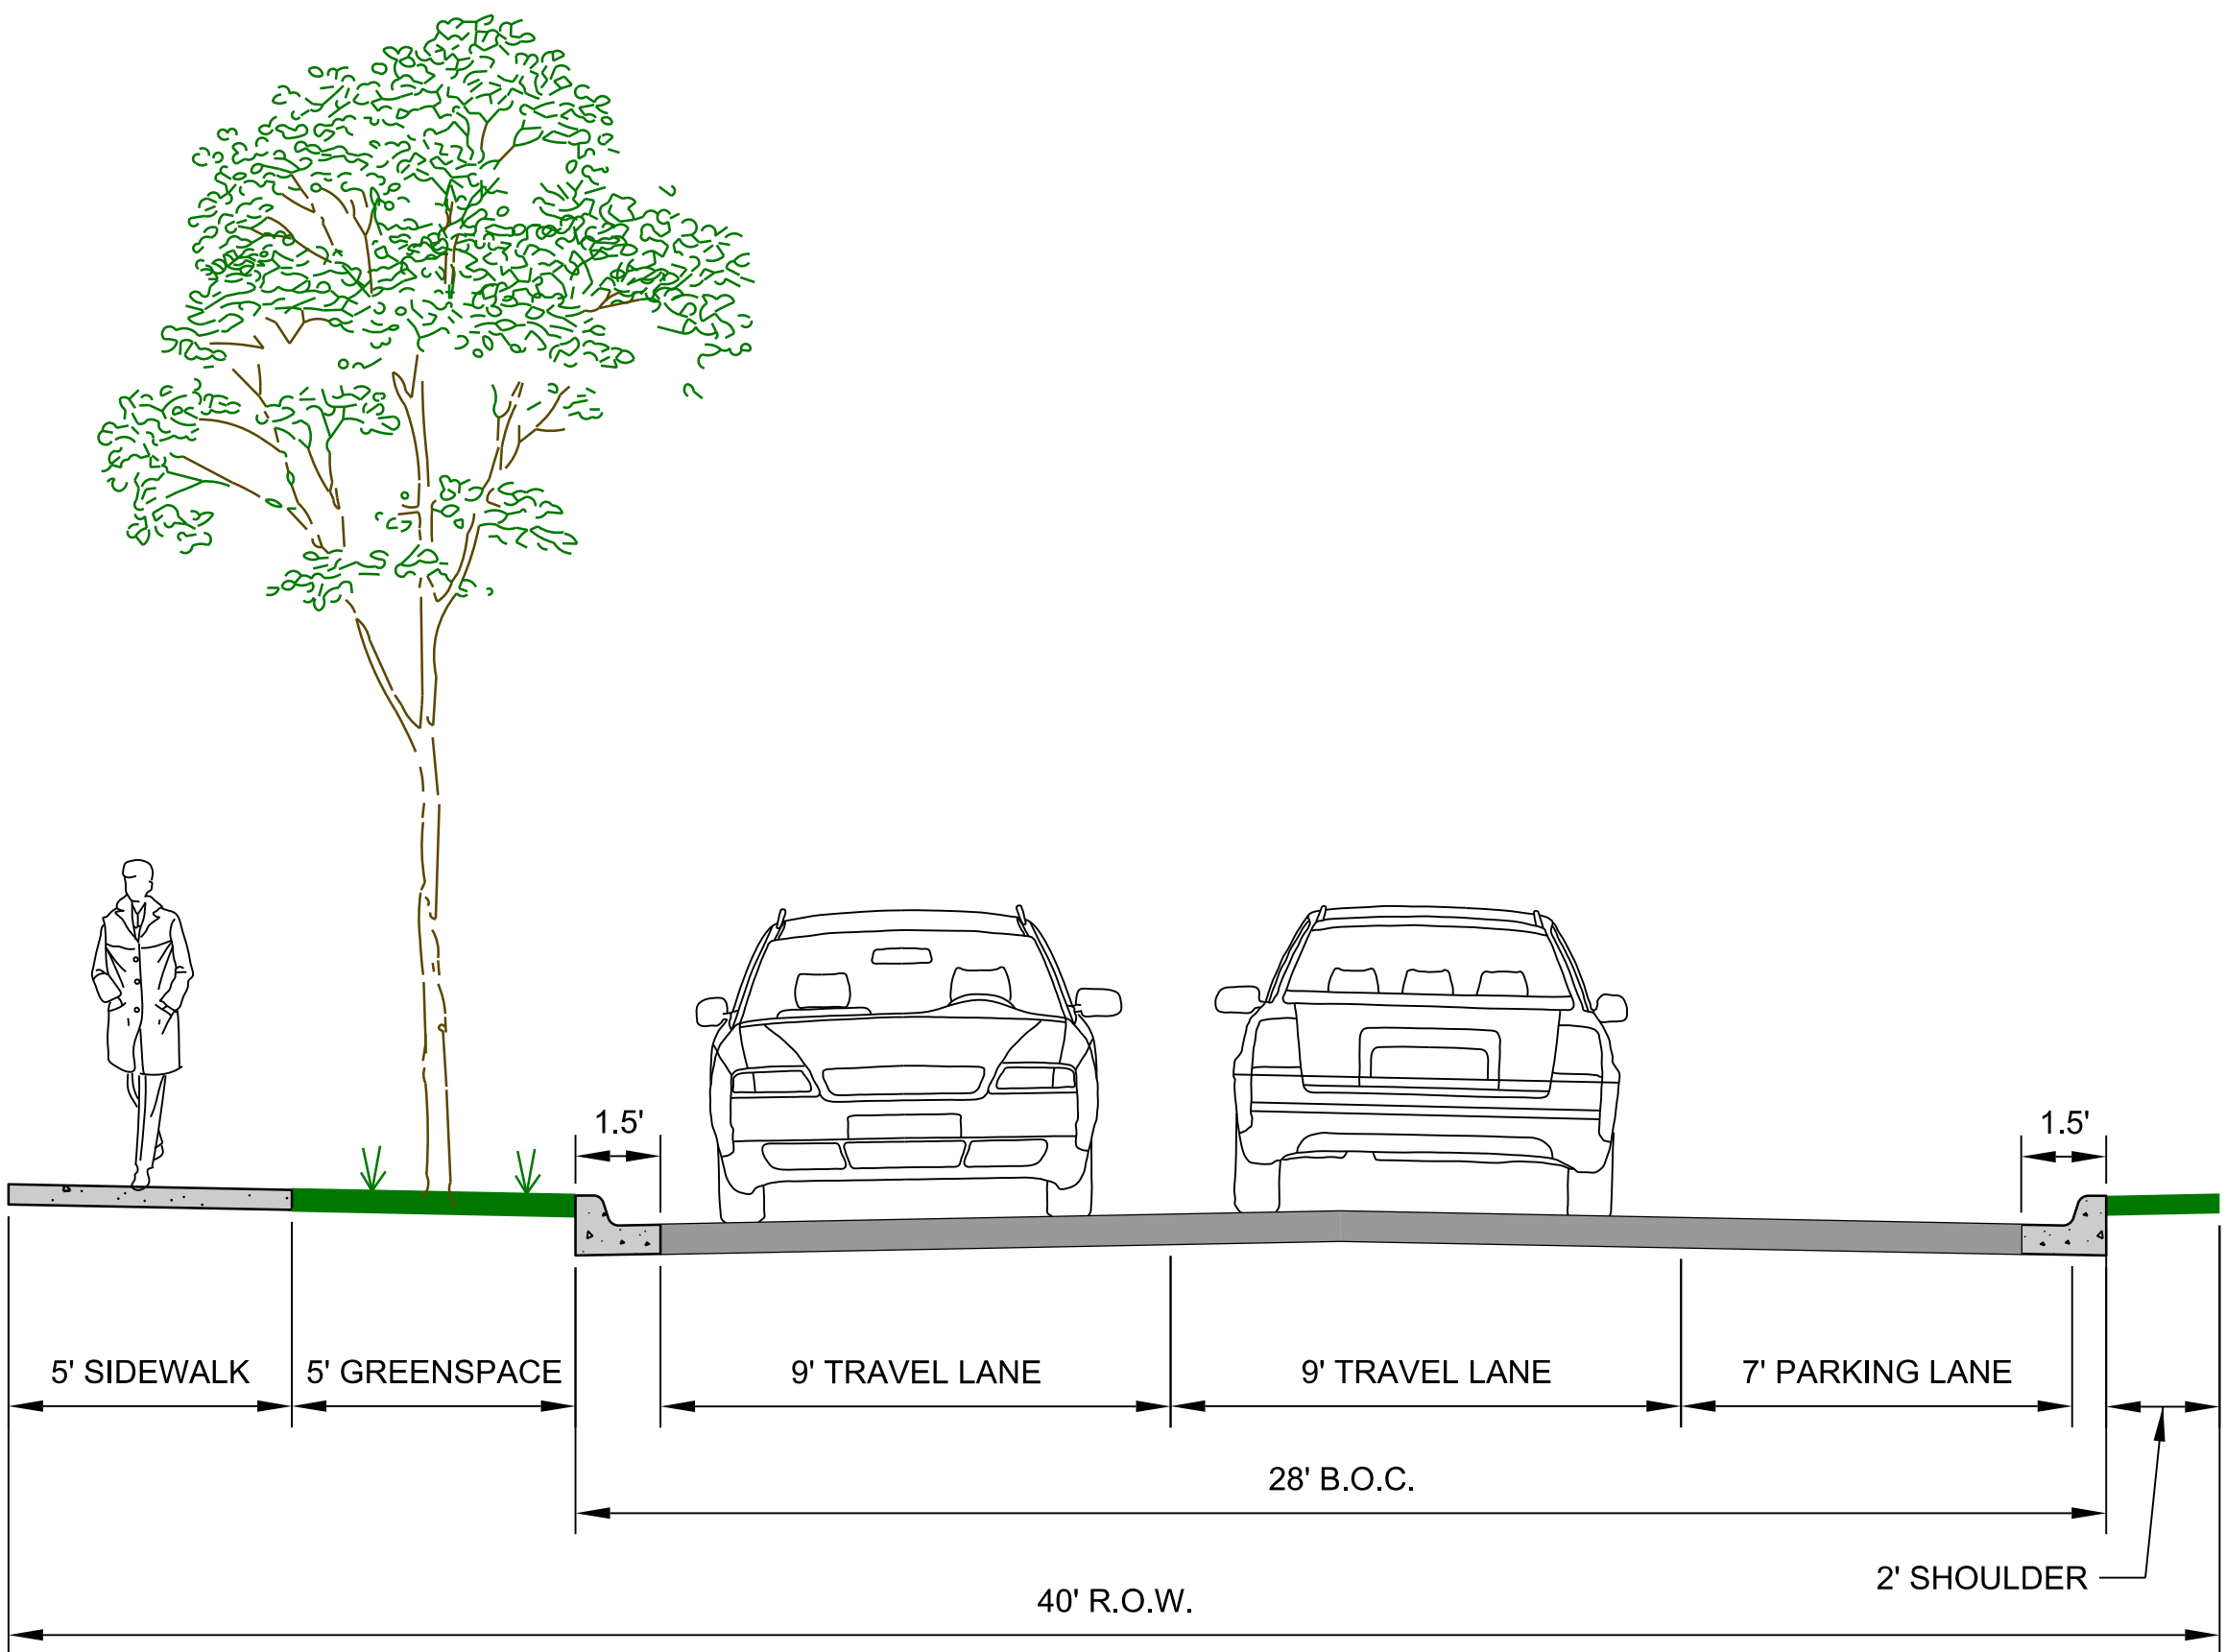 1.5'
1.5'
5' SIDEWALK
5' GREENSPACE
9' TRAVEL LANE
9' TRAVEL LANE
7' PARKING LANE
28' B.O.C.
2' SHOULDER
40' R.O.W.